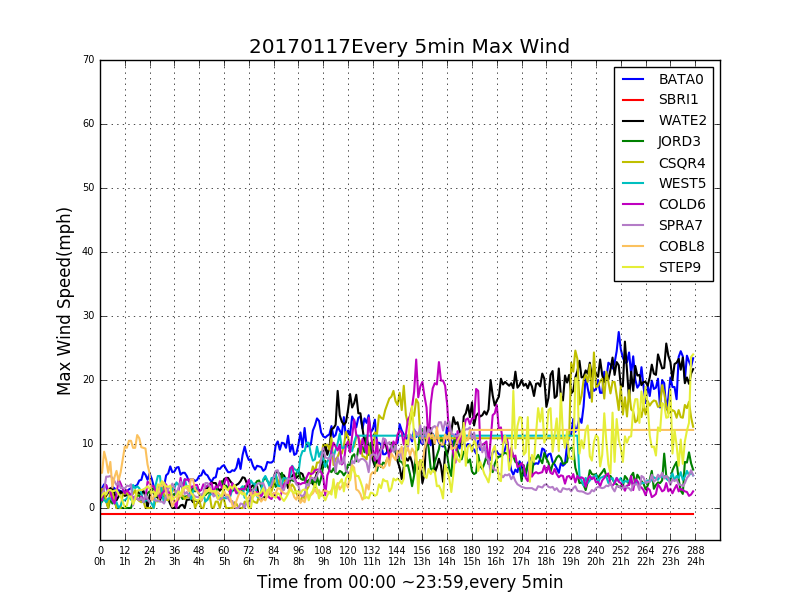 20170117Every 5min Max Wind
70
60
50
40
30
20
10
0
Max Wind Speed(mph)
BATA0
SBRI1
WATE2
JORD3
CSQR4
WEST5
COLD6
SPRA7
COBL8
STEP9
0 12 24 36 48 60 72 84 96 108 120 132 144 156 168 180 192 204 216 228 240 252 264 276 288
0h 1h 2h 3h 4h 5h 6h 7h 8h 9h 10h 11h 12h 13h 14h 15h 16h 17h 18h 19h 20h 21h 22h 23h 24h
Time from 00:00 ~23:59,every 5min